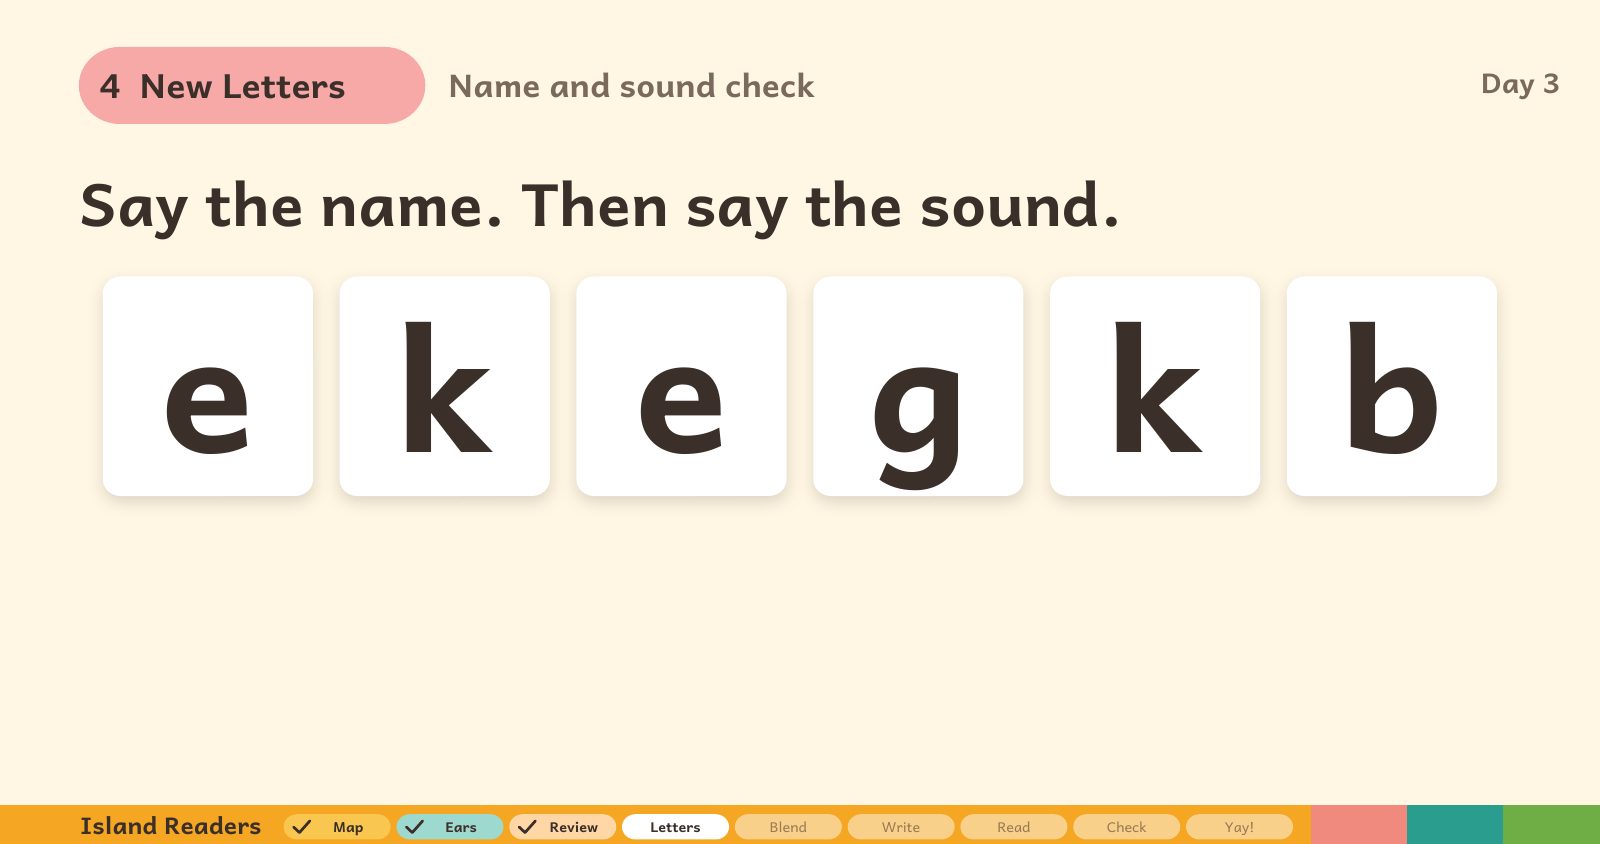 4 New Letters
Name and sound check
Day 3
Say the name. Then say the sound.
e k e g k b
Island Readers
Map
Ears
Review
Letters
Blend
Write
Read
Check
Yay!